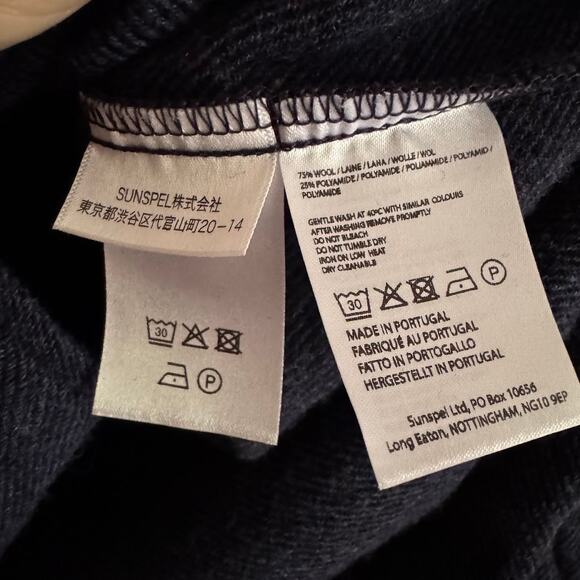 SUNSPEL株式会社
東京都渋谷区代官山町20-14
30
P
75% WOOL / LAINE / LANA / WOLLE / WOL
25% POLYAMIDE / POLYAMIDE / POLIAMMIDE / POLYAMID /
POLYAMIDE
GENTLE WASH AT 40°C WITH SIMILAR COLOURS
AFTER WASHING REMOVE PROMPTLY
DO NOT BLEACH
DO NOT TUMBLE DRY
IRON ON LOW HEAT
DRY CLEANABLE
30
P
MADE IN PORTUGAL
FABRIQUÉ AU PORTUGAL
FATTO IN PORTOGALLO
HERGESTELLT IN PORTUGAL
Sunspel Ltd, PO Box 10656
Long Eaton, NOTTINGHAM, NG10 9EP